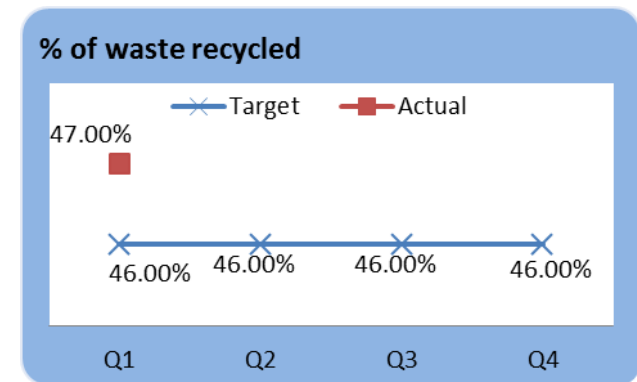 % of waste recycled
Target Actual
47.00%
46.00% 46.00% 46.00% 46.00%
Q1 Q2 Q3 Q4